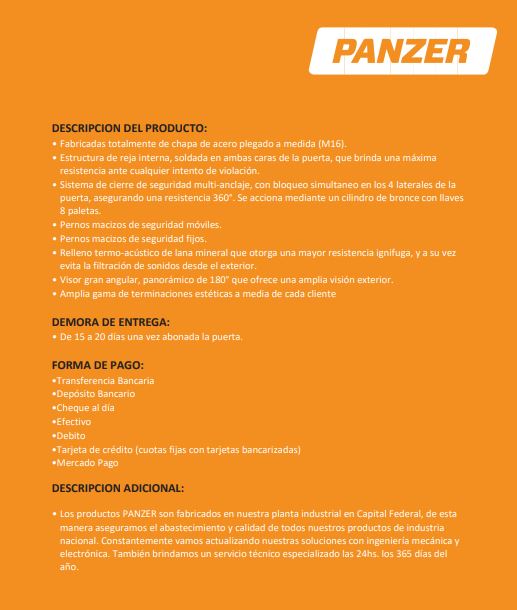 PANZER
DESCRIPCION DEL PRODUCTO:
• Fabricadas totalmente de chapa de acero plegado a medida (M16).
• Estructura de reja interna, soldada en ambas caras de la puerta, que brinda una máxima
resistencia ante cualquier intento de violación.
• Sistema de cierre de seguridad multi-anclaje, con bloqueo simultaneo en los 4 laterales de la
puerta, asegurando una resistencia 360°. Se acciona mediante un cilindro de bronce con llaves
8 paletas.
• Pernos macizos de seguridad móviles.
• Pernos macizos de seguridad fijos.
• Relleno termo-acústico de lana mineral que otorga una mayor resistencia ignífuga, y a su vez
evita la filtración de sonidos desde el exterior.
• Visor gran angular, panorámico de 180° que ofrece una amplia visión exterior.
• Amplia gama de terminaciones estéticas a media de cada cliente
DEMORA DE ENTREGA:
• De 15 a 20 días una vez abonada la puerta.
FORMA DE PAGO:
•Transferencia Bancaria
•Depósito Bancario
•Cheque al día
•Efectivo
•Debito
•Tarjeta de crédito (cuotas fijas con tarjetas bancarizadas)
•Mercado Pago
DESCRIPCION ADICIONAL:
• Los productos PANZER son fabricados en nuestra planta industrial en Capital Federal, de esta
manera aseguramos el abastecimiento y calidad de todos nuestros productos de industria
nacional. Constantemente vamos actualizando nuestras soluciones con ingeniería mecánica y
electrónica. También brindamos un servicio técnico especializado las 24hs. los 365 días del
año.